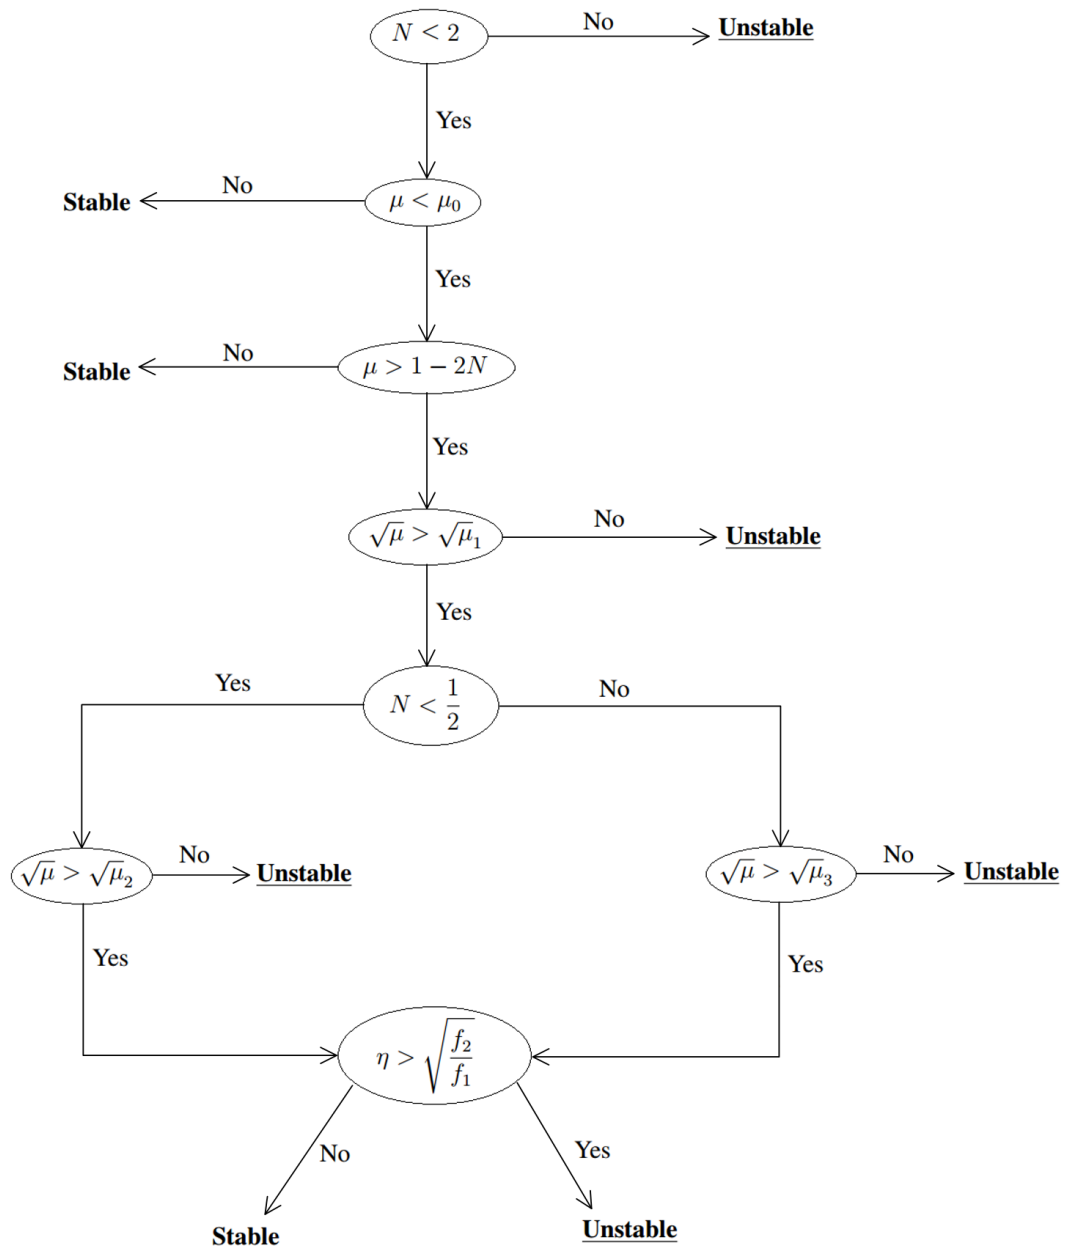 N < 2
No
Unstable
Yes
Stable
No
μ < μ₀
Yes
Stable
No
μ > 1 − 2N
Yes
√μ > √μ₁
No
Unstable
Yes
Yes
N < 1/2
No
√μ > √μ₂
No
Unstable
√μ > √μ₃
No
Unstable
Yes
Yes
η > √(f₂/f₁)
No
Yes
Stable
Unstable